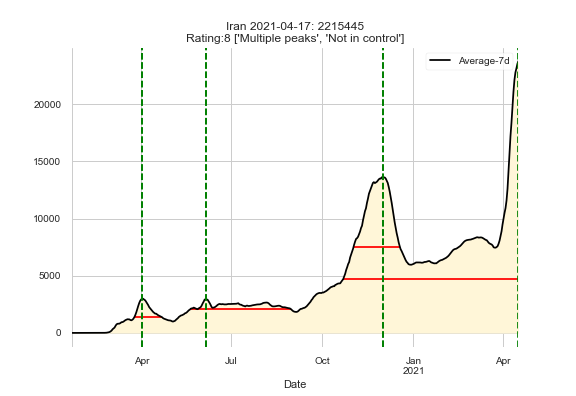 Iran 2021-04-17: 2215445
Rating:8 ['Multiple peaks', 'Not in control']
Average-7d
20000
15000
10000
5000
0
Apr
Jul
Oct
Jan
2021
Apr
Date